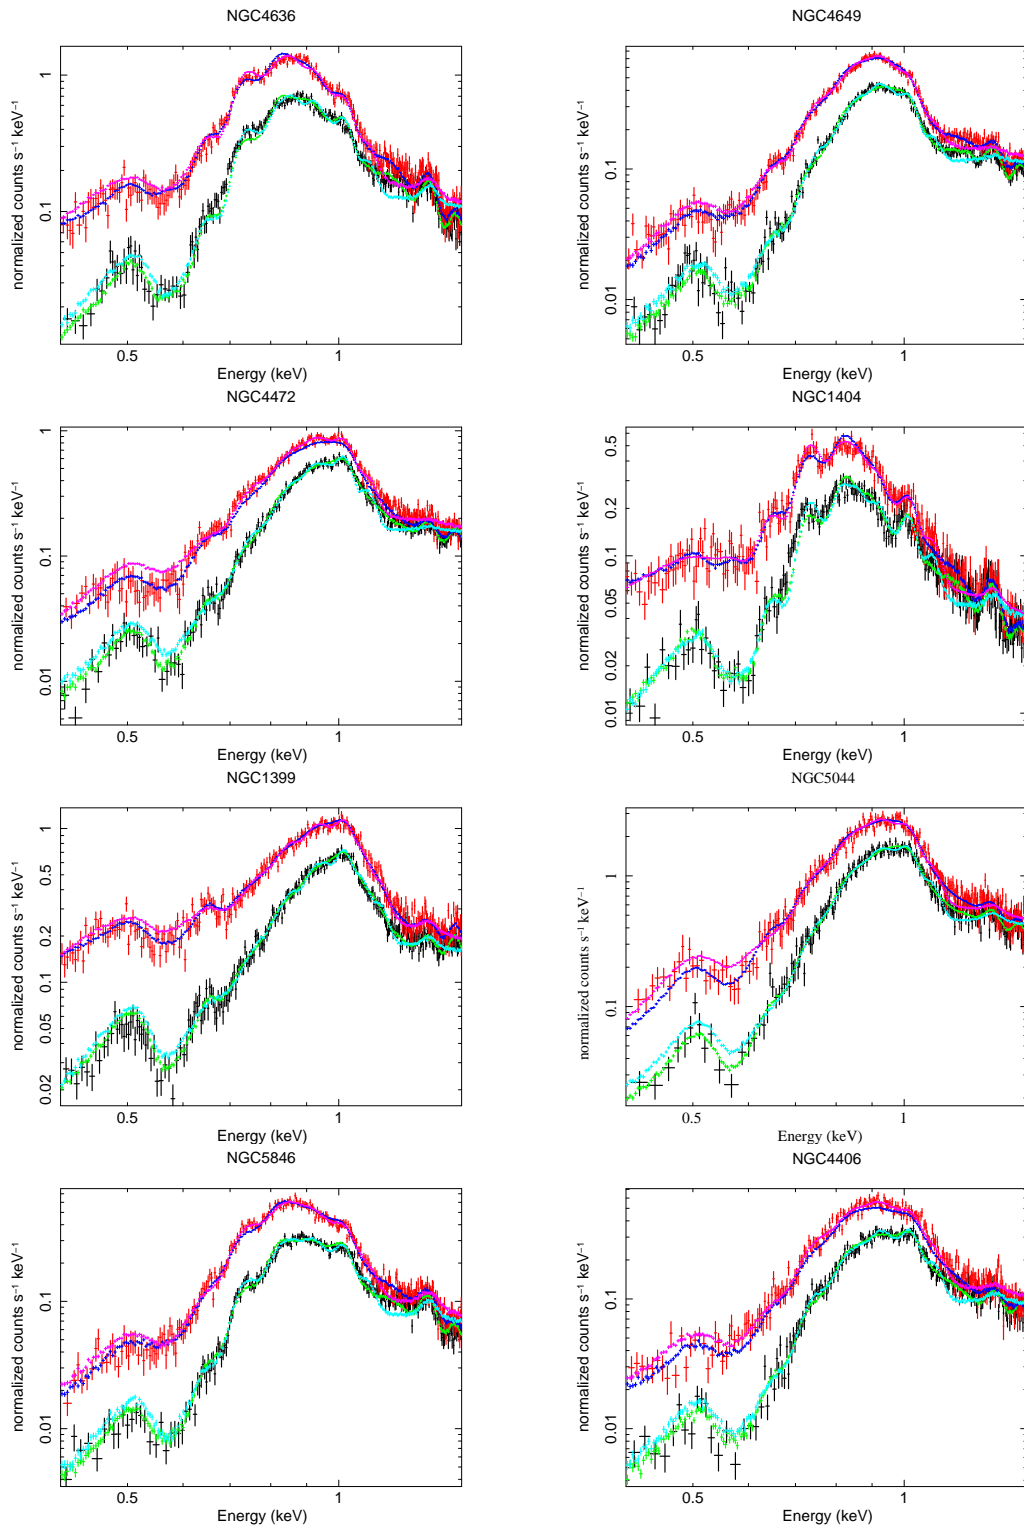 NGC4636
normalized counts s⁻¹ keV⁻¹
1
0.1
0.5
1
Energy (keV)
NGC4649
normalized counts s⁻¹ keV⁻¹
0.1
0.01
0.5
1
Energy (keV)
NGC4472
normalized counts s⁻¹ keV⁻¹
1
0.1
0.01
0.5
1
Energy (keV)
NGC1404
normalized counts s⁻¹ keV⁻¹
0.5
0.2
0.1
0.05
0.02
0.01
0.5
1
Energy (keV)
NGC1399
normalized counts s⁻¹ keV⁻¹
1
0.5
0.2
0.1
0.05
0.02
0.5
1
Energy (keV)
NGC5044
normalized counts s⁻¹ keV⁻¹
1
0.1
0.5
1
Energy (keV)
NGC5846
normalized counts s⁻¹ keV⁻¹
0.1
0.01
0.5
1
Energy (keV)
NGC4406
normalized counts s⁻¹ keV⁻¹
0.1
0.01
0.5
1
Energy (keV)